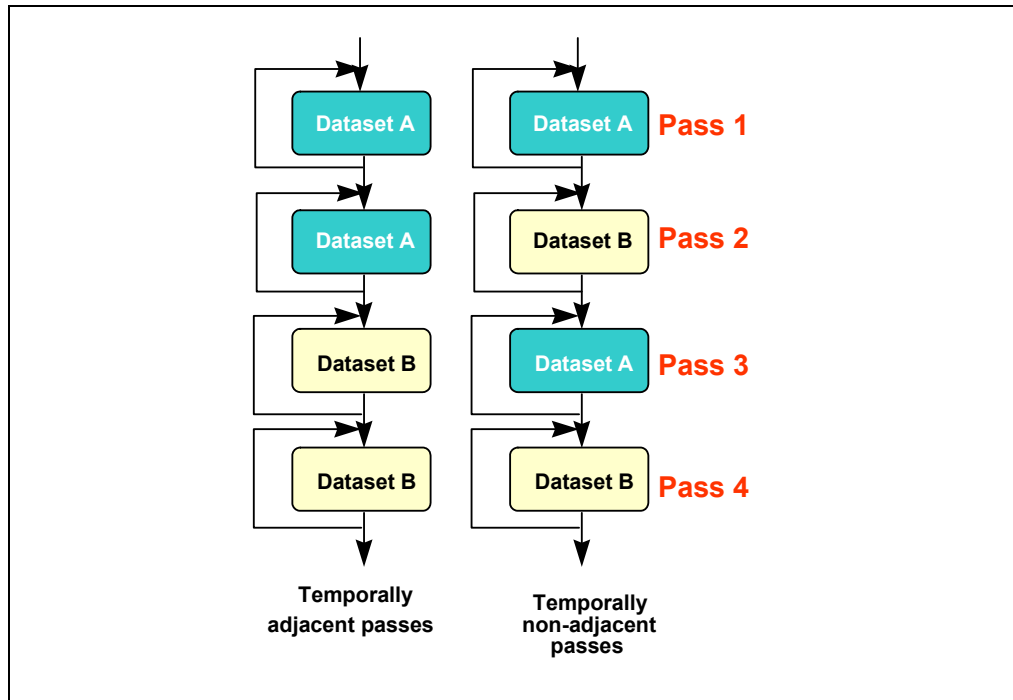 Dataset A
Dataset A
Pass 1
Dataset A
Dataset B
Pass 2
Dataset B
Dataset A
Pass 3
Dataset B
Dataset B
Pass 4
Temporally
adjacent passes
Temporally
non-adjacent
passes